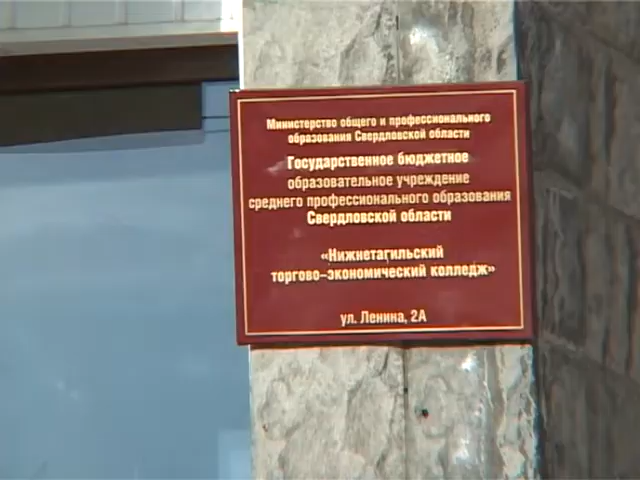 Министерство общего и профессионального
образования Свердловской области
Государственное бюджетное
образовательное учреждение
среднего профессионального образования
Свердловской области
«Нижнетагильский
торгово-экономический колледж»
ул. Ленина, 2А